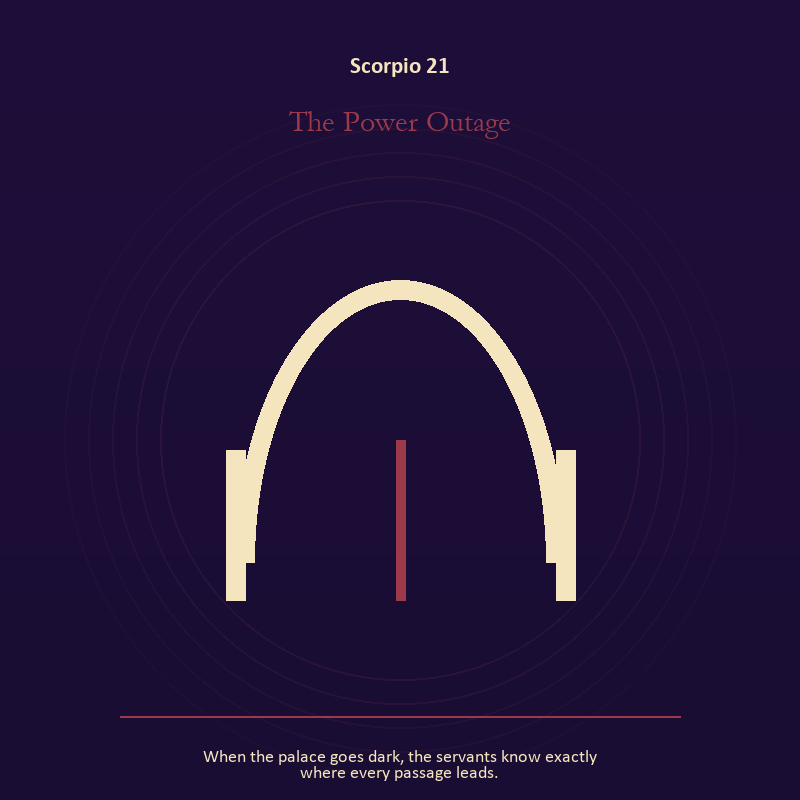 Scorpio 21
The Power Outage
When the palace goes dark, the servants know exactly
where every passage leads.